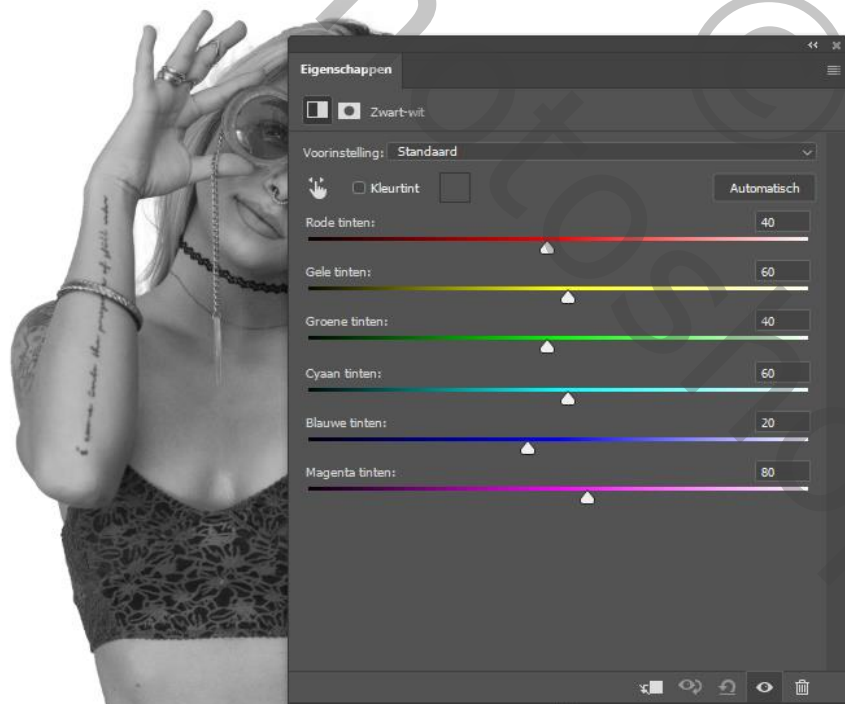 Eigenschappen
Zwart-wit
Voorinstelling: Standaard
Kleurtint
Automatisch
Rode tinten: 40
Gele tinten: 60
Groene tinten: 40
Cyaan tinten: 60
Blauwe tinten: 20
Magenta tinten: 80